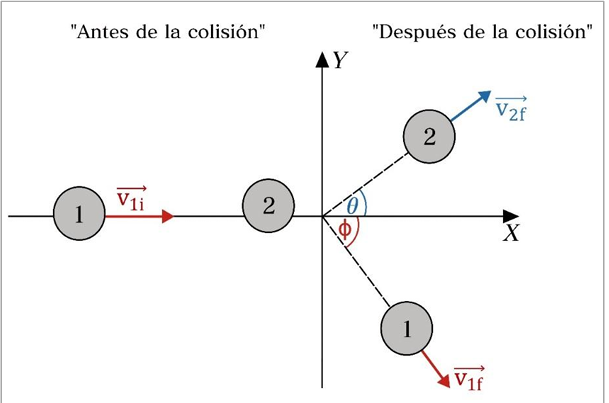 "Antes de la colisión"
"Después de la colisión"
Y
2
v₂f
v₁i
1
2
θ
ϕ
X
1
v₁f